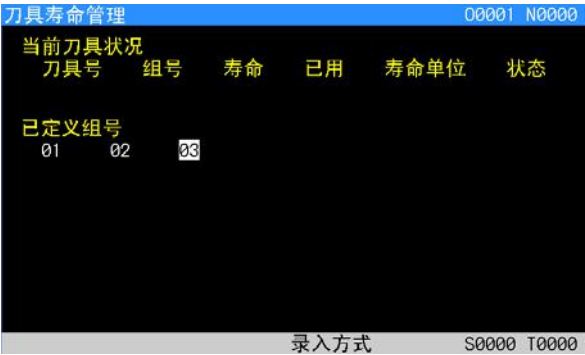 刀具寿命管理 O0001 N0000
当前刀具状况
刀具号 组号 寿命 已用 寿命单位 状态
已定义组号
01 02 03
录入方式 S0000 T0000